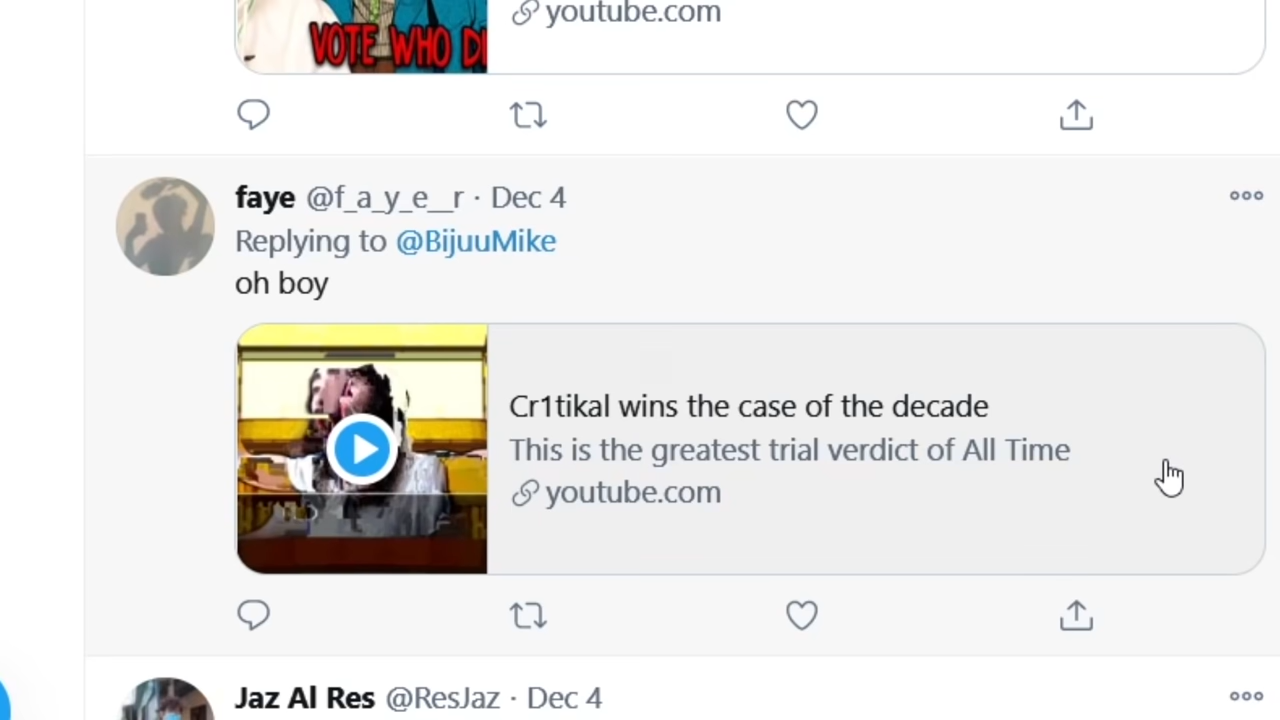 youtube.com
VOTE WHO
faye @f_a_y_e__r · Dec 4
Replying to @BijuuMike
oh boy
Cr1tikal wins the case of the decade
This is the greatest trial verdict of All Time
youtube.com
Jaz Al Res @ResJaz · Dec 4